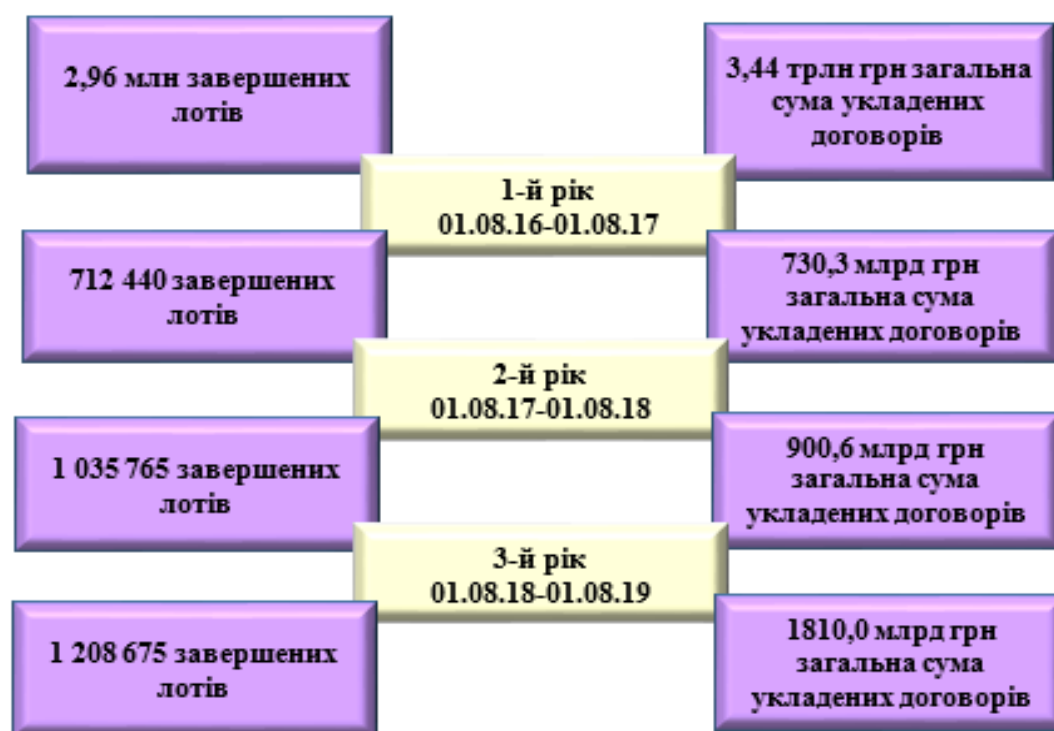 2,96 млн завершених
лотів
3,44 трлн грн загальна
сума укладених
договорів
1-й рік
01.08.16-01.08.17
712 440 завершених
лотів
730,3 млрд грн
загальна сума
укладених договорів
2-й рік
01.08.17-01.08.18
1 035 765 завершених
лотів
900,6 млрд грн
загальна сума
укладених договорів
3-й рік
01.08.18-01.08.19
1 208 675 завершених
лотів
1810,0 млрд грн
загальна сума
укладених договорів